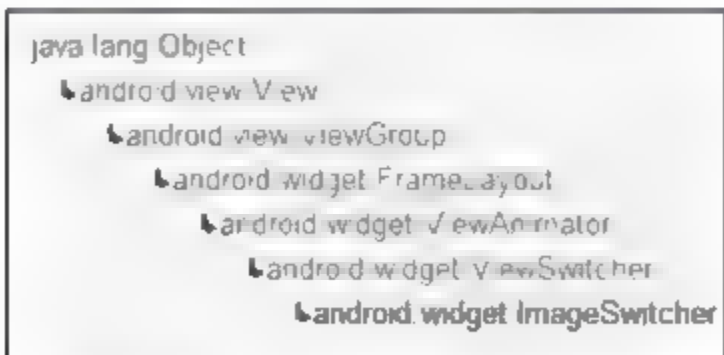 java.lang.Object
android.view.View
android.view.ViewGroup
android.widget.FrameLayout
android.widget.ViewAnimator
android.widget.ViewSwitcher
android.widget.ImageSwitcher